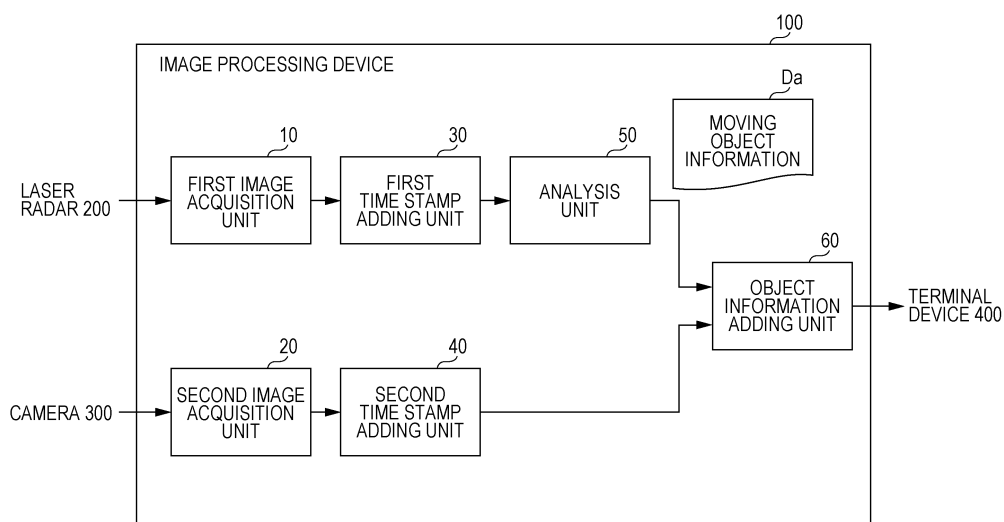 100
IMAGE PROCESSING DEVICE
Da
MOVING
OBJECT
INFORMATION
10
30
50
LASER
RADAR 200
FIRST IMAGE
ACQUISITION
UNIT
FIRST
TIME STAMP
ADDING UNIT
ANALYSIS
UNIT
60
OBJECT
INFORMATION
ADDING UNIT
TERMINAL
DEVICE 400
20
40
CAMERA 300
SECOND IMAGE
ACQUISITION
UNIT
SECOND
TIME STAMP
ADDING UNIT